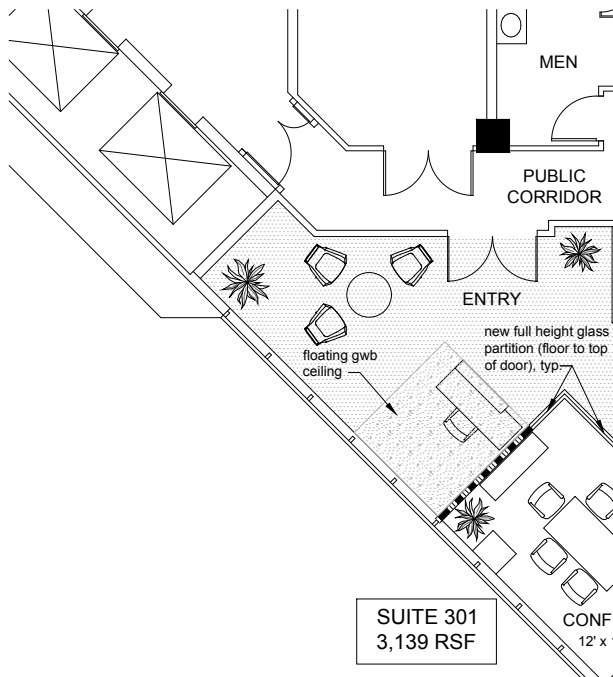 MEN
PUBLIC
CORRIDOR
ENTRY
new full height glass
partition (floor to top
of door), typ.
floating gwb
ceiling
SUITE 301
3,139 RSF
CONF
12' x